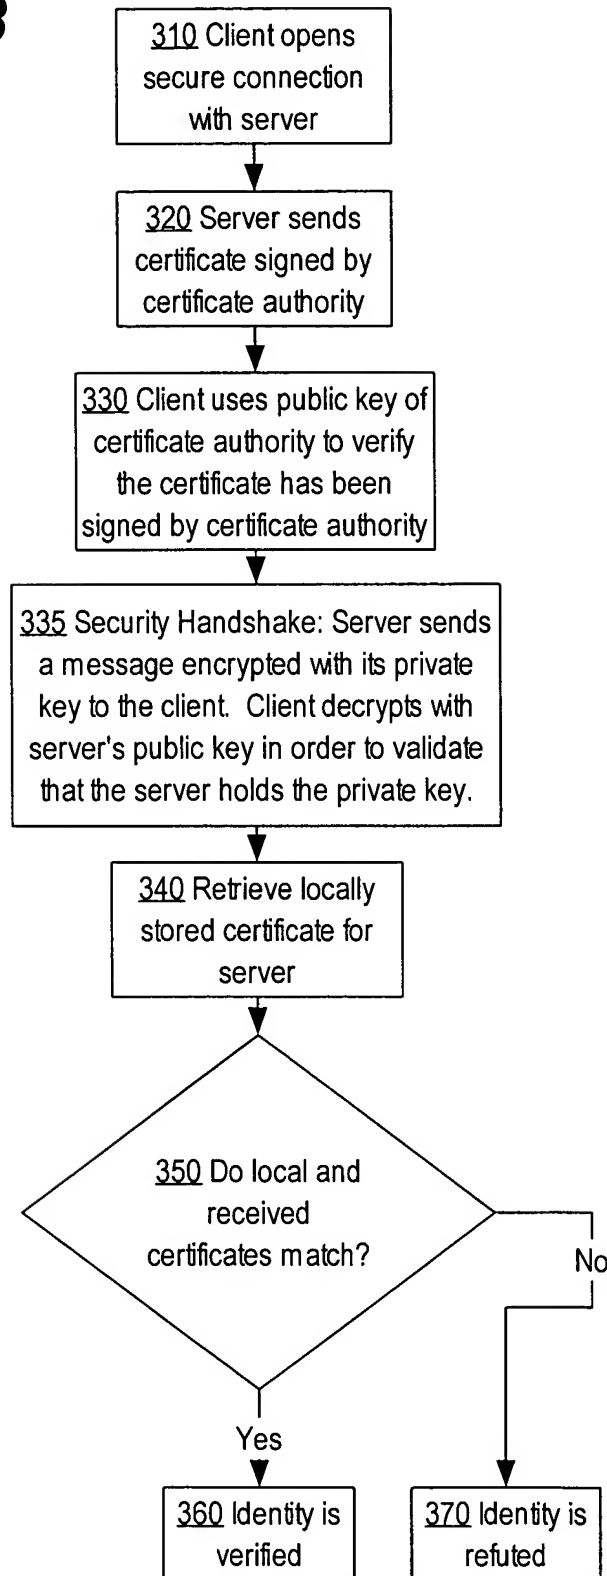 310 Client opens
secure connection
with server
320 Server sends
certificate signed by
certificate authority
330 Client uses public key of
certificate authority to verify
the certificate has been
signed by certificate authority
335 Security Handshake: Server sends
a message encrypted with its private
key to the client. Client decrypts with
server's public key in order to validate
that the server holds the private key.
340 Retrieve locally
stored certificate for
server
350 Do local and
received
certificates match?
No
Yes
360 Identity is
verified
370 Identity is
refuted